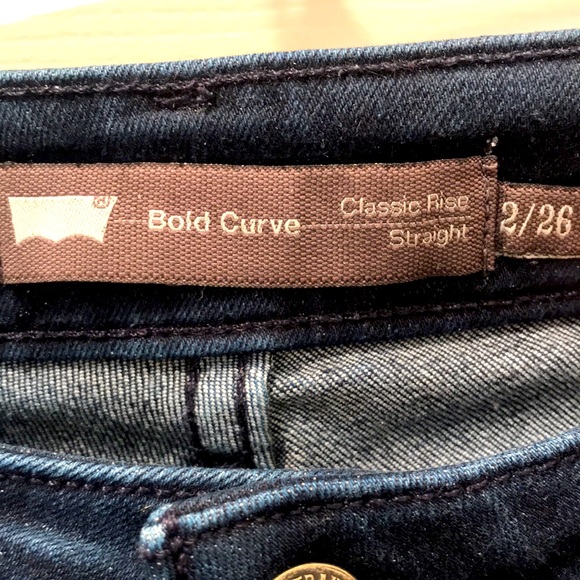 Bold Curve
Classic Rise
Straight
2/26